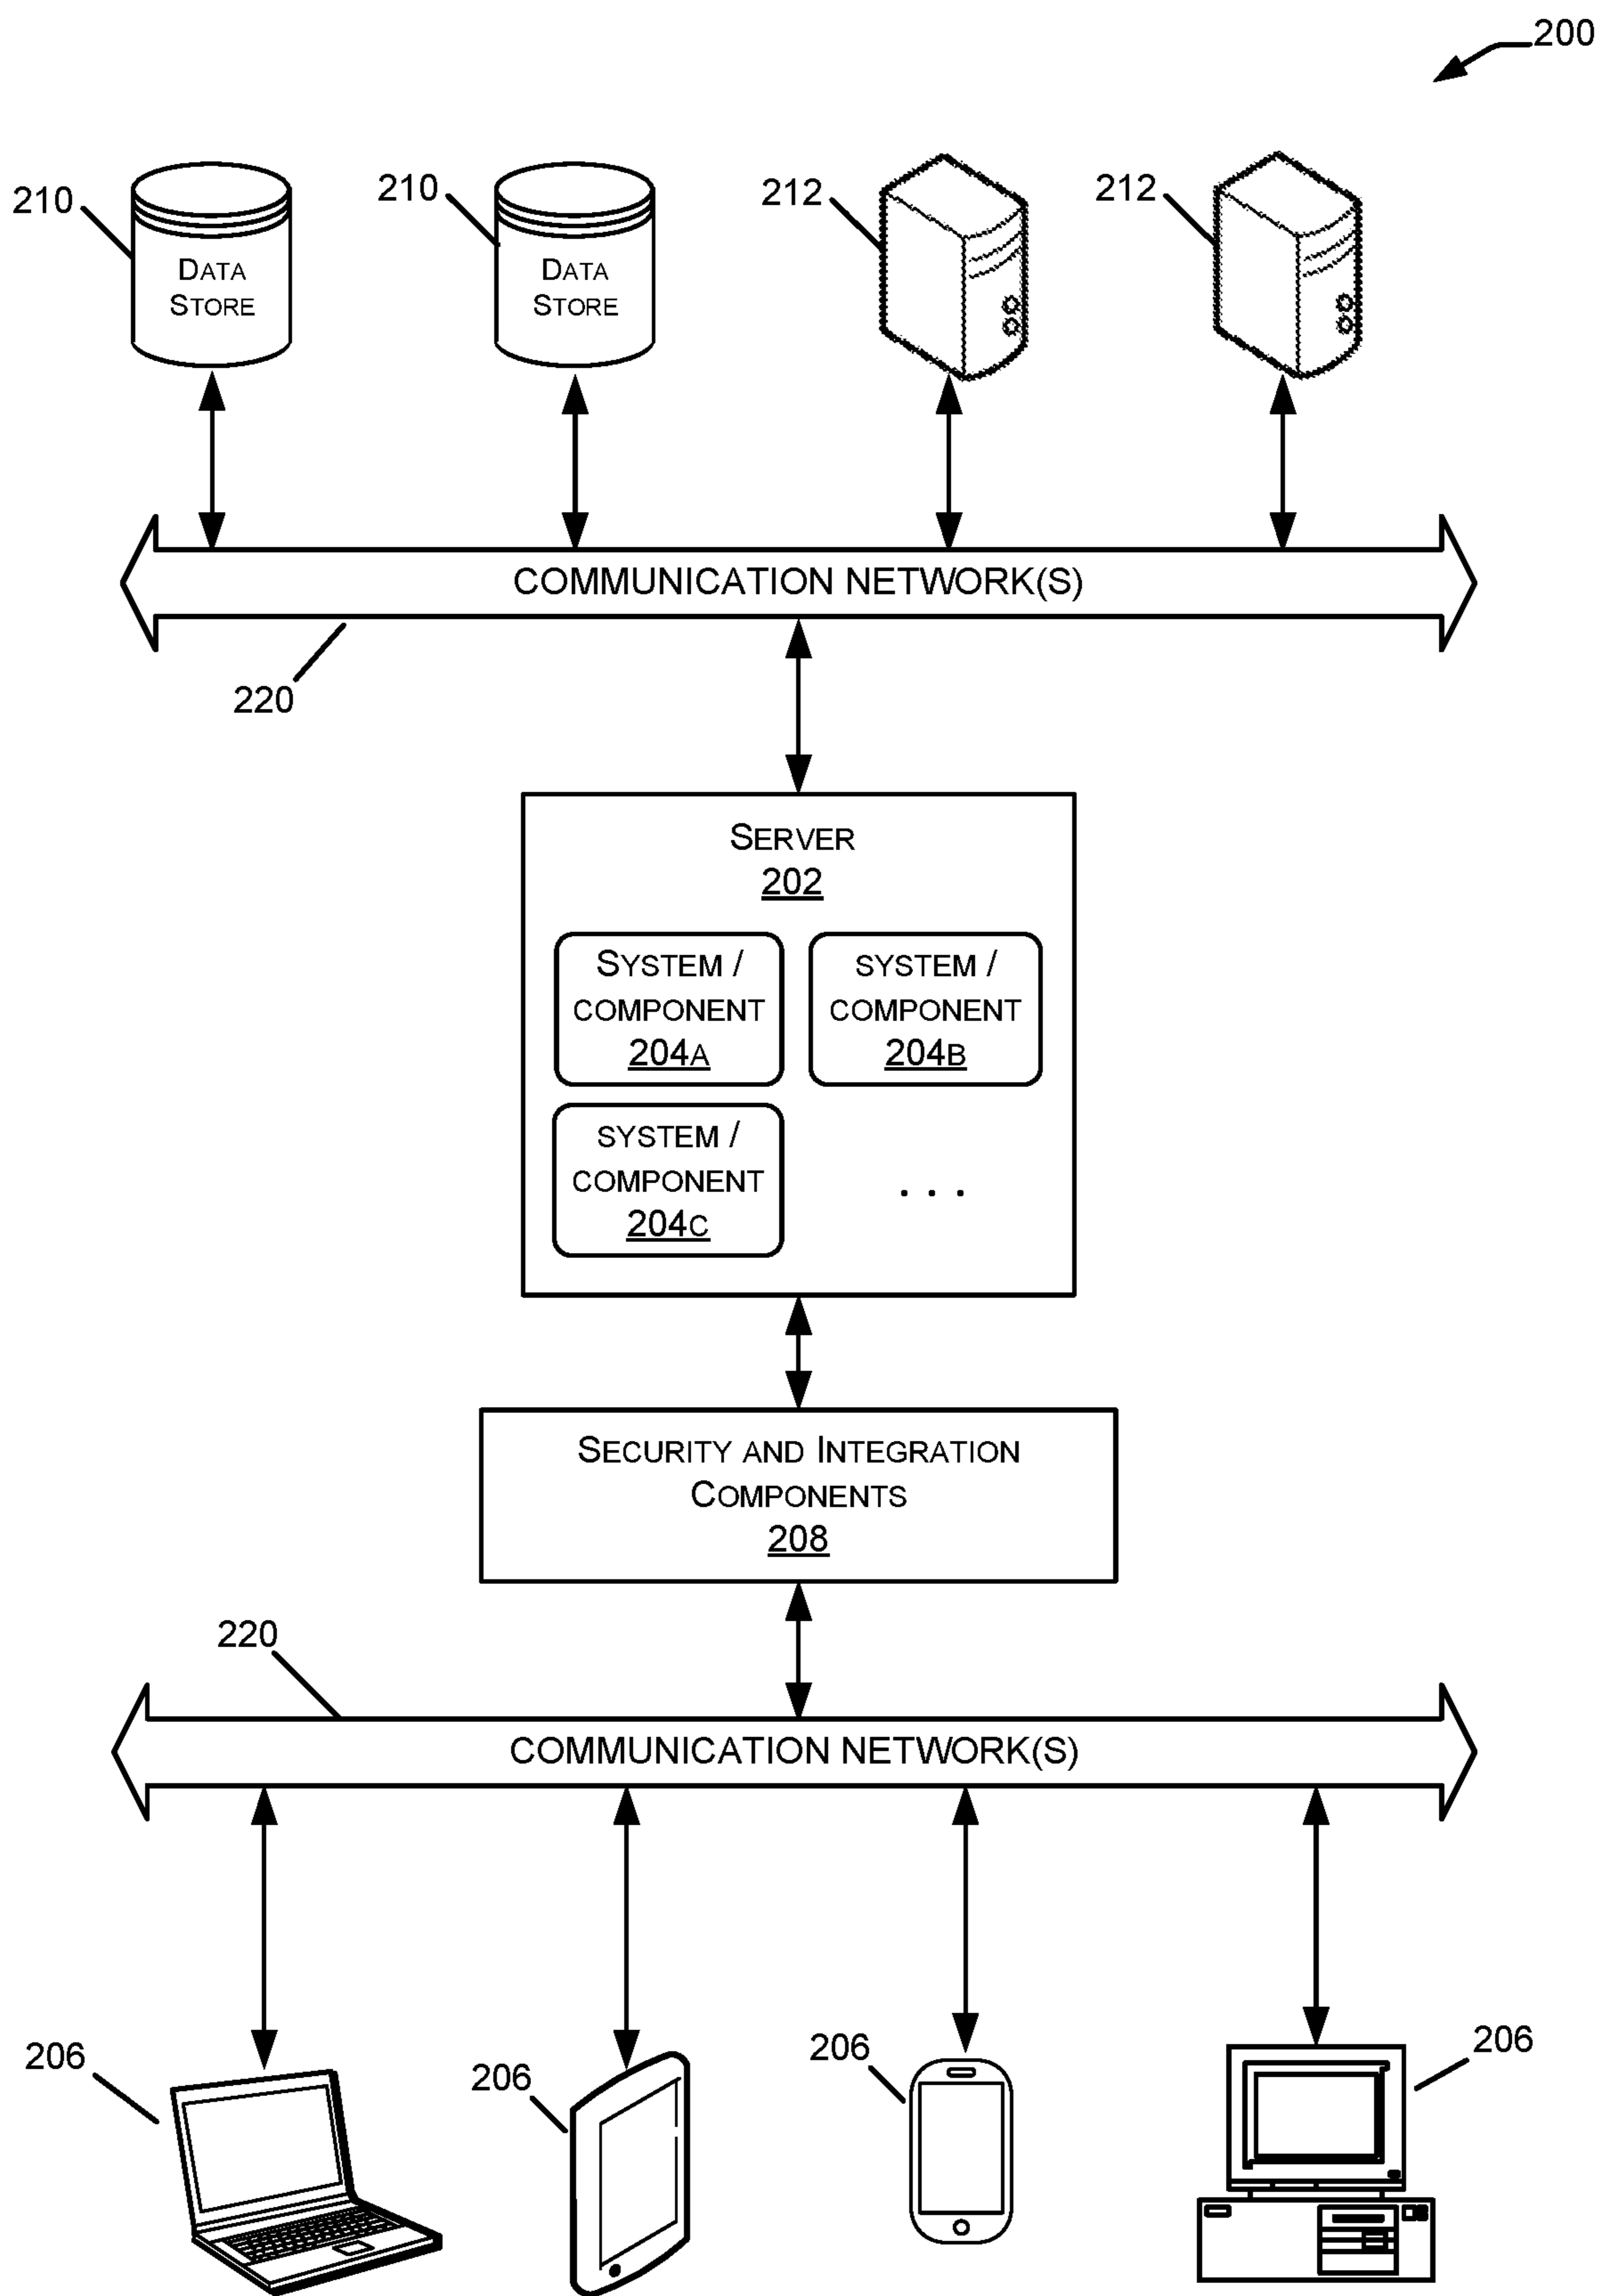 200
210
210
212
212
DATA
STORE
DATA
STORE
COMMUNICATION NETWORK(S)
220
SERVER
202
SYSTEM /
COMPONENT
204A
SYSTEM /
COMPONENT
204B
SYSTEM /
COMPONENT
204C
. . .
SECURITY AND INTEGRATION
COMPONENTS
208
220
COMMUNICATION NETWORK(S)
206
206
206
206